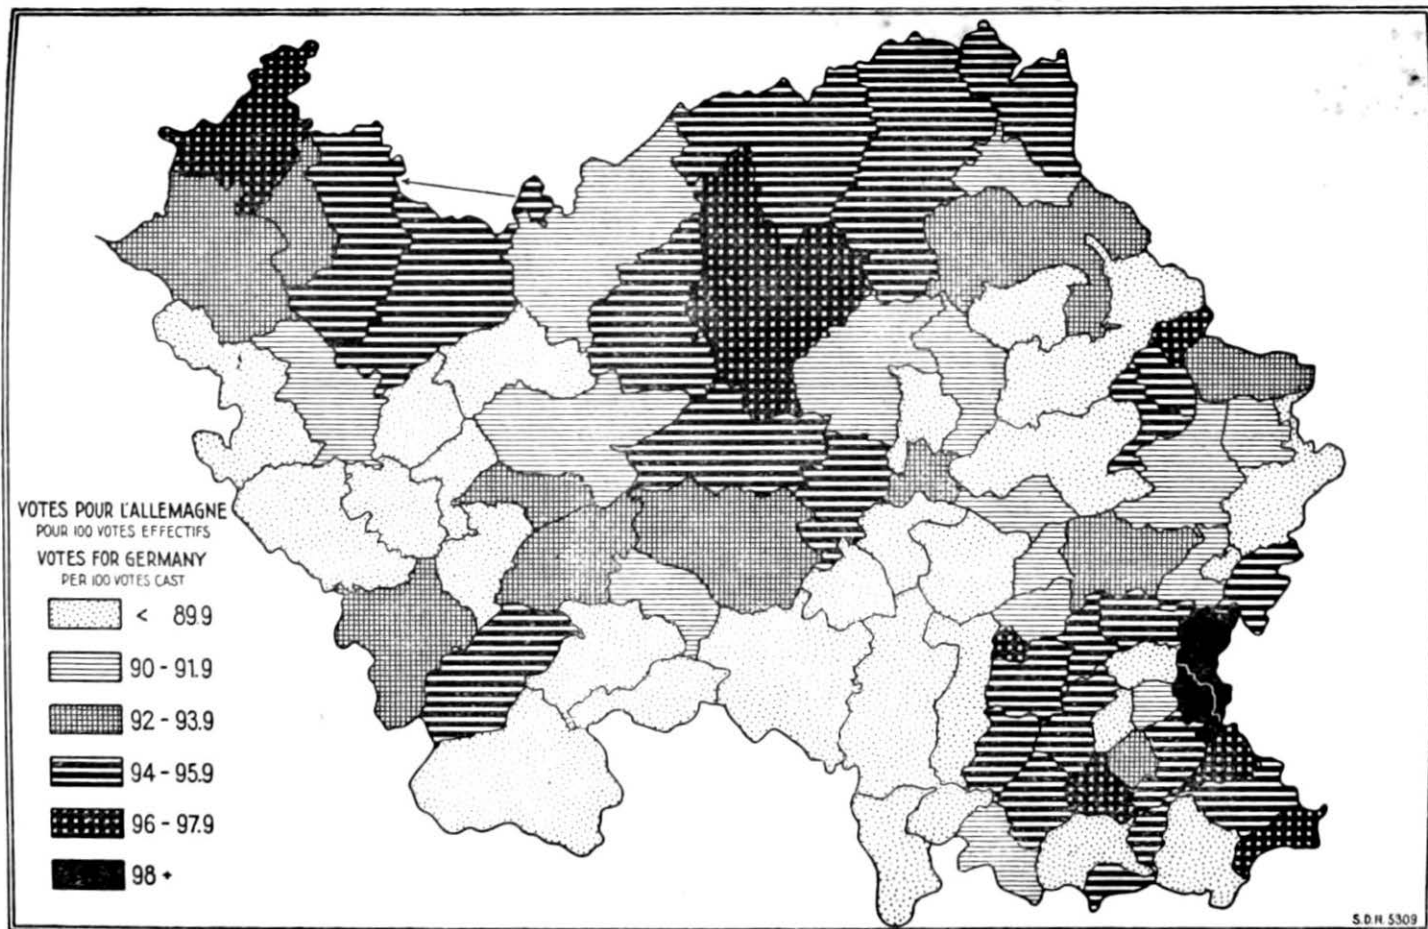 VOTES POUR L'ALLEMAGNE
POUR 100 VOTES EFFECTIFS
VOTES FOR GERMANY
PER 100 VOTES CAST
< 89.9
90 - 91.9
92 - 93.9
94 - 95.9
96 - 97.9
98 +
S.D.N. 5309